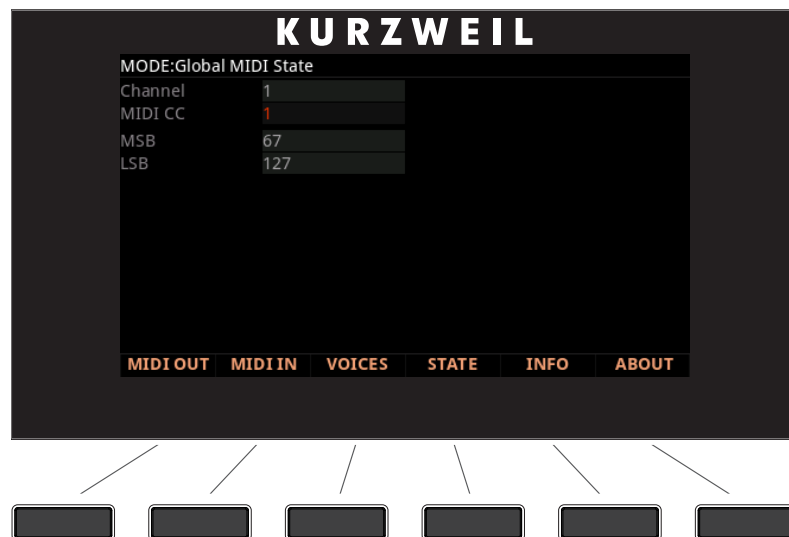 KURZWEIL
MODE:Global MIDI State
Channel 1
MIDI CC 1
MSB 67
LSB 127
MIDI OUT MIDI IN VOICES STATE INFO ABOUT